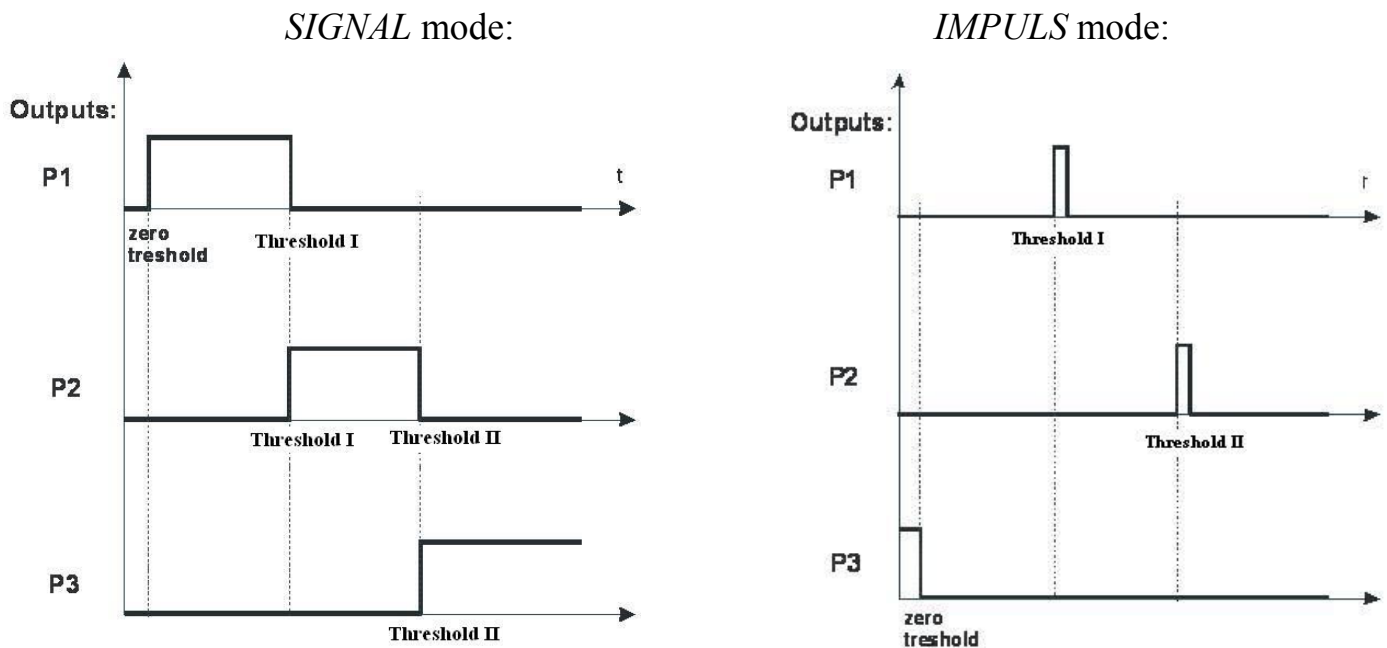 SIGNAL mode:
Outputs:
P1
t
zero
treshold
Threshold I
P2
Threshold I
Threshold II
P3
Threshold II
IMPULS mode:
Outputs:
P1
Threshold I
P2
Threshold II
P3
zero
treshold